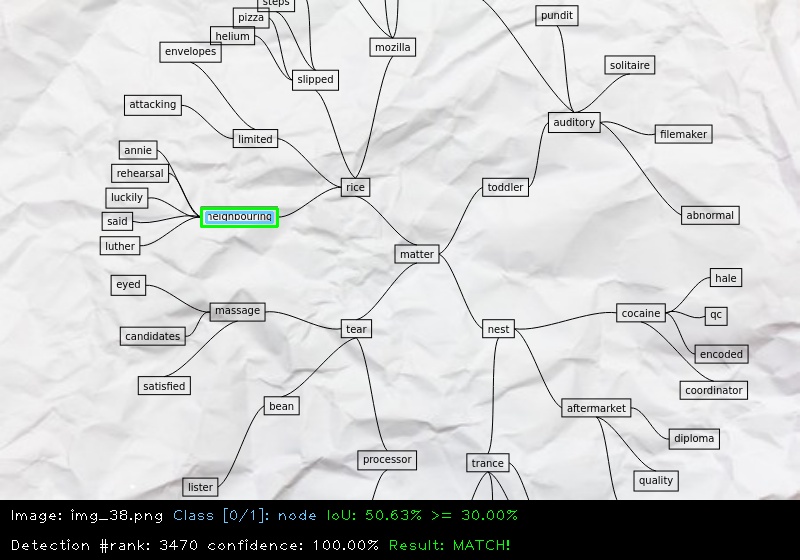 steps
pizza
pundit
helium
mozilla
envelopes
solitaire
slipped
attacking
auditory
filemaker
limited
annie
rehearsal
rice
toddler
luckily
neighbouring
said
abnormal
luther
matter
hale
eyed
massage
cocaine
qc
candidates
tear
nest
encoded
satisfied
coordinator
bean
aftermarket
diploma
processor
trance
quality
lister
Image: img_38.png Class [0/1]: node IoU: 50.63% >= 30.00%
Detection #rank: 3470 confidence: 100.00% Result: MATCH!